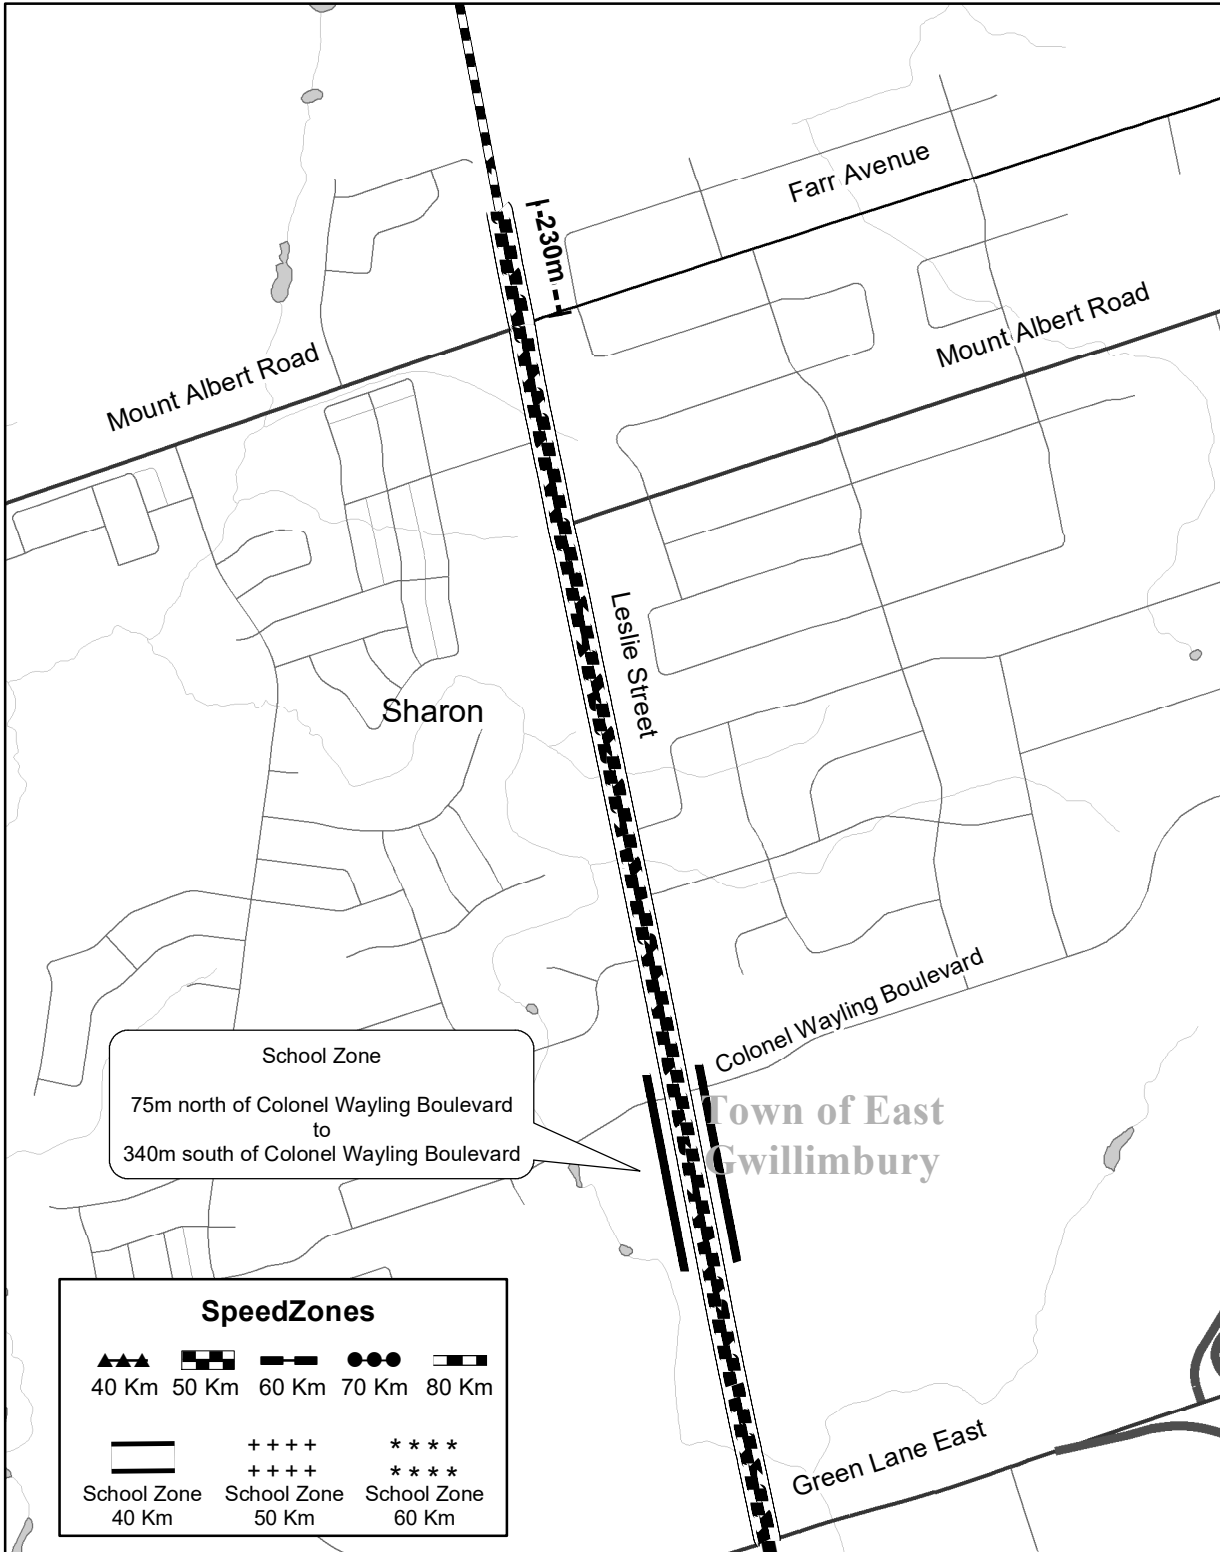 Farr Avenue
230m
Mount Albert Road
Mount Albert Road
Leslie Street
Sharon
Colonel Wayling Boulevard
School Zone
75m north of Colonel Wayling Boulevard
to
340m south of Colonel Wayling Boulevard
Town of East
Gwillimbury
Green Lane East
SpeedZones
40 Km 50 Km 60 Km 70 Km 80 Km
School Zone School Zone School Zone
40 Km 50 Km 60 Km